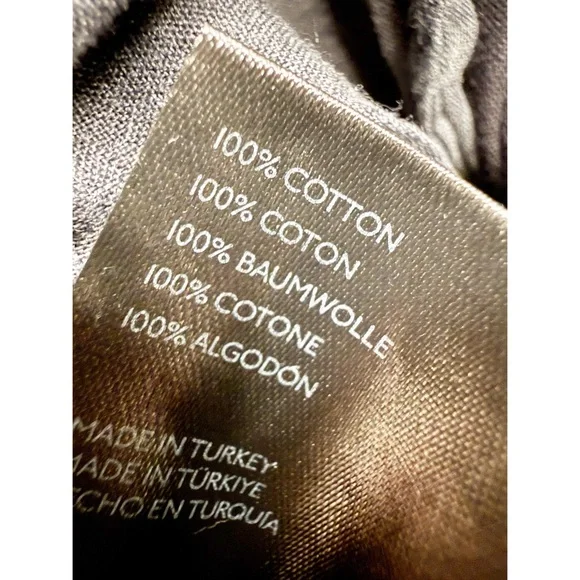 100% COTTON
100% COTON
100% BAUMWOLLE
100% COTONE
100% ALGODÓN
MADE IN TURKEY
MADE IN TÜRKIYE
ECHO EN TURQUÍA